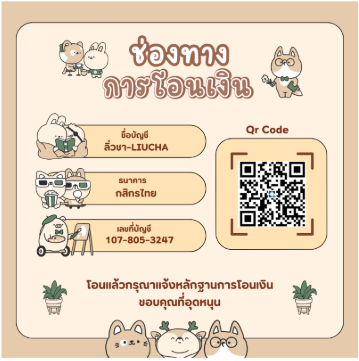 ช่องทาง
การโอนเงิน
ชื่อบัญชี
ลิ่วชา-LIUCHA
ธนาคาร
กสิกรไทย
เลขที่บัญชี
107-805-3247
Qr Code
โอนแล้วกรุณาแจ้งหลักฐานการโอนเงิน
ขอบคุณที่อุดหนุน